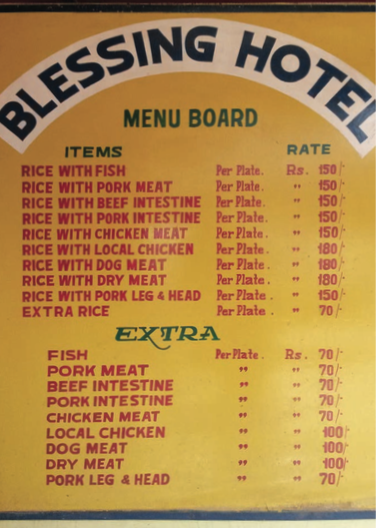 BLESSING HOTEL
MENU BOARD
ITEMS RATE
RICE WITH FISH Per Plate. Rs. 150/-
RICE WITH PORK MEAT Per Plate. " 150/-
RICE WITH BEEF INTESTINE Per Plate. " 150/-
RICE WITH PORK INTESTINE Per Plate. " 150/-
RICE WITH CHICKEN MEAT Per Plate. " 150/-
RICE WITH LOCAL CHICKEN Per Plate. " 180/-
RICE WITH DOG MEAT Per Plate. " 180/-
RICE WITH DRY MEAT Per Plate. " 180/-
RICE WITH PORK LEG & HEAD Per Plate. " 150/-
EXTRA RICE Per Plate. " 70/-
EXTRA
FISH Per Plate. Rs. 70/-
PORK MEAT " " 70/-
BEEF INTESTINE " " 70/-
PORK INTESTINE " " 70/-
CHICKEN MEAT " " 70/-
LOCAL CHICKEN " " 100/-
DOG MEAT " " 100/-
DRY MEAT " " 100/-
PORK LEG & HEAD " " 70/-